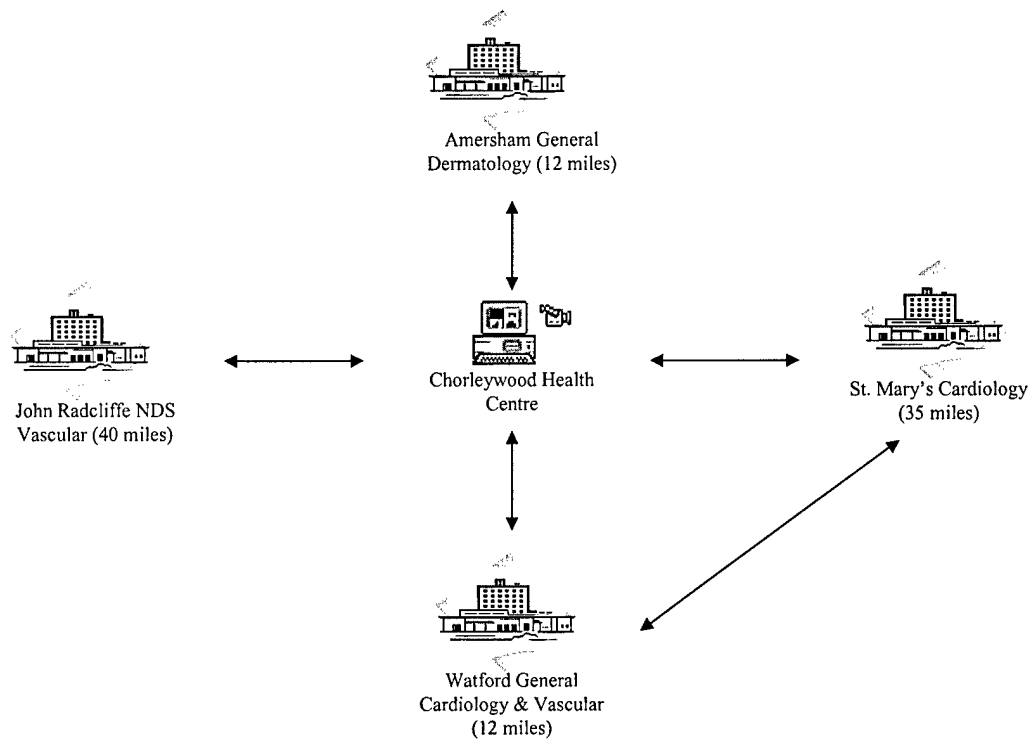 Amersham General
Dermatology (12 miles)
Chorleywood Health
Centre
John Radcliffe NDS
Vascular (40 miles)
St. Mary's Cardiology
(35 miles)
Watford General
Cardiology & Vascular
(12 miles)